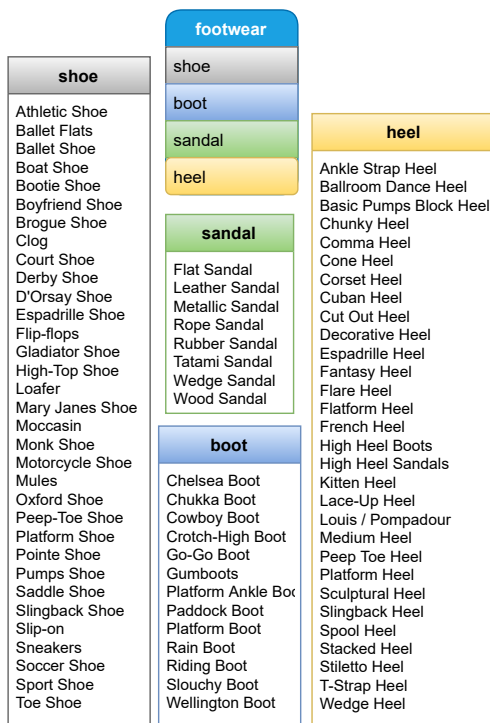 footwear
shoe
boot
sandal
heel
shoe
Athletic Shoe
Ballet Flats
Ballet Shoe
Boat Shoe
Bootie Shoe
Boyfriend Shoe
Brogue Shoe
Clog
Court Shoe
Derby Shoe
D'Orsay Shoe
Espadrille Shoe
Flip-flops
Gladiator Shoe
High-Top Shoe
Loafer
Mary Janes Shoe
Moccasin
Monk Shoe
Motorcycle Shoe
Mules
Oxford Shoe
Peep-Toe Shoe
Platform Shoe
Pointe Shoe
Pumps Shoe
Saddle Shoe
Slingback Shoe
Slip-on
Sneakers
Soccer Shoe
Sport Shoe
Toe Shoe
sandal
Flat Sandal
Leather Sandal
Metallic Sandal
Rope Sandal
Rubber Sandal
Tatami Sandal
Wedge Sandal
Wood Sandal
boot
Chelsea Boot
Chukka Boot
Cowboy Boot
Crotch-High Boot
Go-Go Boot
Gumboots
Platform Ankle Boo
Paddock Boot
Platform Boot
Rain Boot
Riding Boot
Slouchy Boot
Wellington Boot
heel
Ankle Strap Heel
Ballroom Dance Heel
Basic Pumps Block Heel
Chunky Heel
Comma Heel
Cone Heel
Corset Heel
Cuban Heel
Cut Out Heel
Decorative Heel
Espadrille Heel
Fantasy Heel
Flare Heel
Flatform Heel
French Heel
High Heel Boots
High Heel Sandals
Kitten Heel
Lace-Up Heel
Louis / Pompadour
Medium Heel
Peep Toe Heel
Platform Heel
Sculptural Heel
Slingback Heel
Spool Heel
Stacked Heel
Stiletto Heel
T-Strap Heel
Wedge Heel